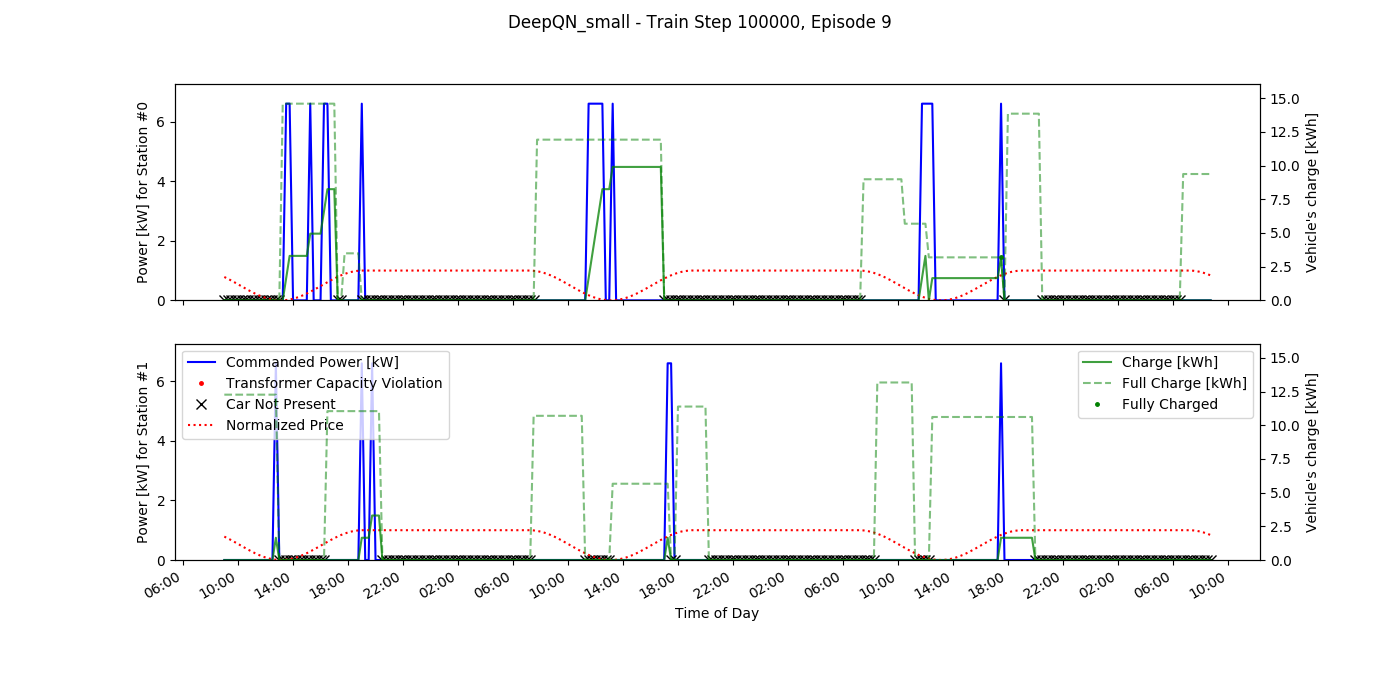 DeepQN_small - Train Step 100000, Episode 9
Power [kW] for Station #0
6
4
2
0
15.0
12.5
10.0
7.5
5.0
2.5
0.0
Vehicle's charge [kWh]
Power [kW] for Station #1
6
4
2
0
Commanded Power [kW]
Transformer Capacity Violation
Car Not Present
Normalized Price
Charge [kWh]
Full Charge [kWh]
Fully Charged
15.0
12.5
10.0
7.5
5.0
2.5
0.0
Vehicle's charge [kWh]
06:00 10:00 14:00 18:00 22:00 02:00 06:00 10:00 14:00 18:00 22:00 02:00 06:00 10:00 14:00 18:00 22:00 02:00 06:00 10:00
Time of Day